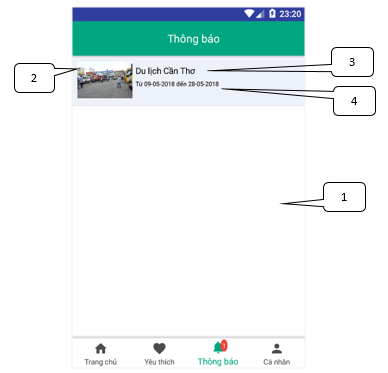 23:20
Thông báo
2
3
Du lịch Cần Thơ
Từ 09-05-2018 đến 28-05-2018
4
1
Trang chủ
Yêu thích
Thông báo
Cá nhân